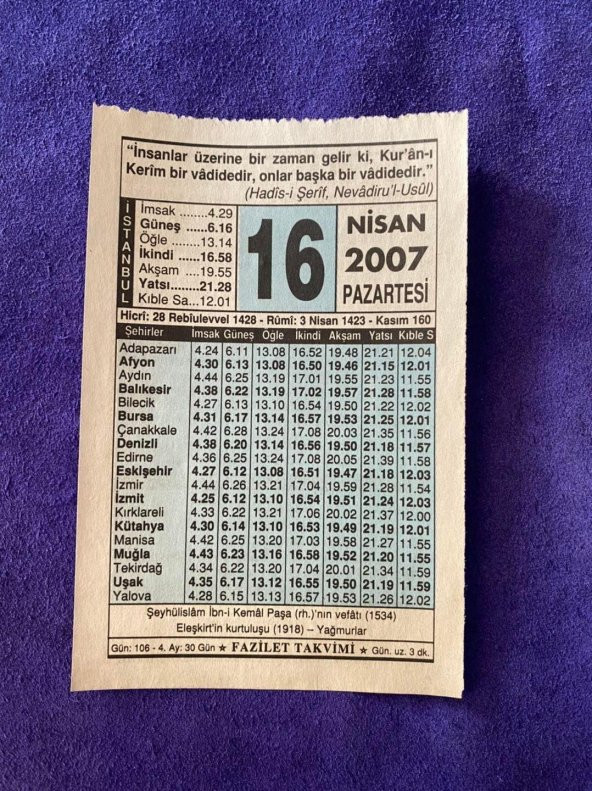 “İnsanlar üzerine bir zaman gelir ki, Kur’ân-ı
Kerîm bir vâdidedir, onlar başka bir vâdidedir.”
(Hadîs-i Şerîf, Nevâdiru’l-Usûl)
İSTANBUL
İmsak ........4.29
Güneş ......6.16
Öğle ........13.14
İkindi ......16.58
Akşam ....19.55
Yatsı.......21.28
Kıble Sa...12.01
16
NİSAN
2007
PAZARTESİ
Hicrî: 28 Rebîulevvel 1428 - Rûmî: 3 Nisan 1423 - Kasım 160
Şehirler İmsak Güneş Öğle İkindi Akşam Yatsı Kıble S
Adapazarı 4.24 6.11 13.08 16.52 19.48 21.21 12.04
Afyon 4.30 6.13 13.08 16.50 19.46 21.15 12.01
Aydın 4.44 6.25 13.19 17.01 19.55 21.23 11.55
Balıkesir 4.38 6.22 13.19 17.02 19.57 21.28 11.58
Bilecik 4.27 6.13 13.10 16.54 19.50 21.22 12.02
Bursa 4.31 6.17 13.14 16.57 19.53 21.25 12.01
Çanakkale 4.42 6.28 13.24 17.08 20.03 21.35 11.56
Denizli 4.38 6.20 13.14 16.56 19.50 21.18 11.57
Edirne 4.36 6.25 13.24 17.08 20.05 21.39 11.58
Eskişehir 4.27 6.12 13.08 16.51 19.47 21.18 12.03
İzmir 4.44 6.26 13.21 17.04 19.59 21.28 11.54
İzmit 4.25 6.12 13.10 16.54 19.51 21.24 12.03
Kırklareli 4.33 6.22 13.21 17.06 20.02 21.37 12.00
Kütahya 4.30 6.14 13.10 16.53 19.49 21.19 12.01
Manisa 4.42 6.25 13.20 17.03 19.58 21.27 11.55
Muğla 4.43 6.23 13.16 16.58 19.52 21.20 11.55
Tekirdağ 4.34 6.22 13.20 17.04 20.01 21.34 11.59
Uşak 4.35 6.17 13.12 16.55 19.50 21.19 11.59
Yalova 4.28 6.15 13.13 16.57 19.53 21.26 12.02
Şeyhülislâm İbn-i Kemâl Paşa (rh.)’nın vefâtı (1534)
Eleşkirt’in kurtuluşu (1918) – Yağmurlar
Gün: 106 - 4. Ay: 30 Gün ★ FAZİLET TAKVİMİ ★ Gün. uz. 3 dk.